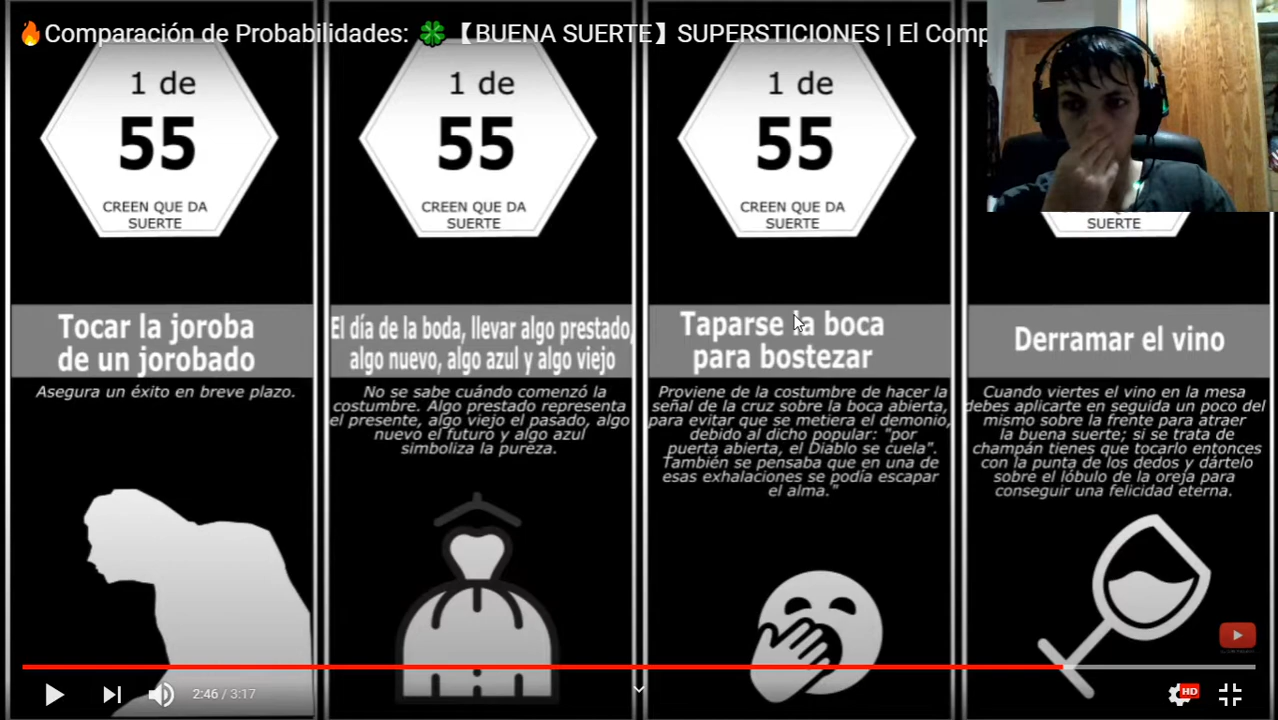 🔥Comparación de Probabilidades: 🍀【BUENA SUERTE】SUPERSTICIONES | El Comp
1 de
55
CREEN QUE DA
SUERTE
Tocar la joroba
de un jorobado
Asegura un éxito en breve plazo.
1 de
55
CREEN QUE DA
SUERTE
El día de la boda, llevar algo prestado,
algo nuevo, algo azul y algo viejo
No se sabe cuándo comenzó la
costumbre. Algo prestado representa
el presente, algo viejo el pasado, algo
nuevo el futuro y algo azul
simboliza la pureza.
1 de
55
CREEN QUE DA
SUERTE
Taparse la boca
para bostezar
Proviene de la costumbre de hacer la
señal de la cruz sobre la boca abierta,
para evitar que se metiera el demonio,
debido al dicho popular: "por
puerta abierta, el Diablo se cuela".
También se pensaba que en una de
esas exhalaciones se podía escapar
el alma."
SUERTE
Derramar el vino
Cuando viertes el vino en la mesa
debes aplicarte en seguida un poco del
mismo sobre la frente para atraer
la buena suerte; si se trata de
champán tienes que tocarlo entonces
con la punta de los dedos y dártelo
sobre el lóbulo de la oreja para
conseguir una felicidad eterna.
2:46 / 3:17
HD